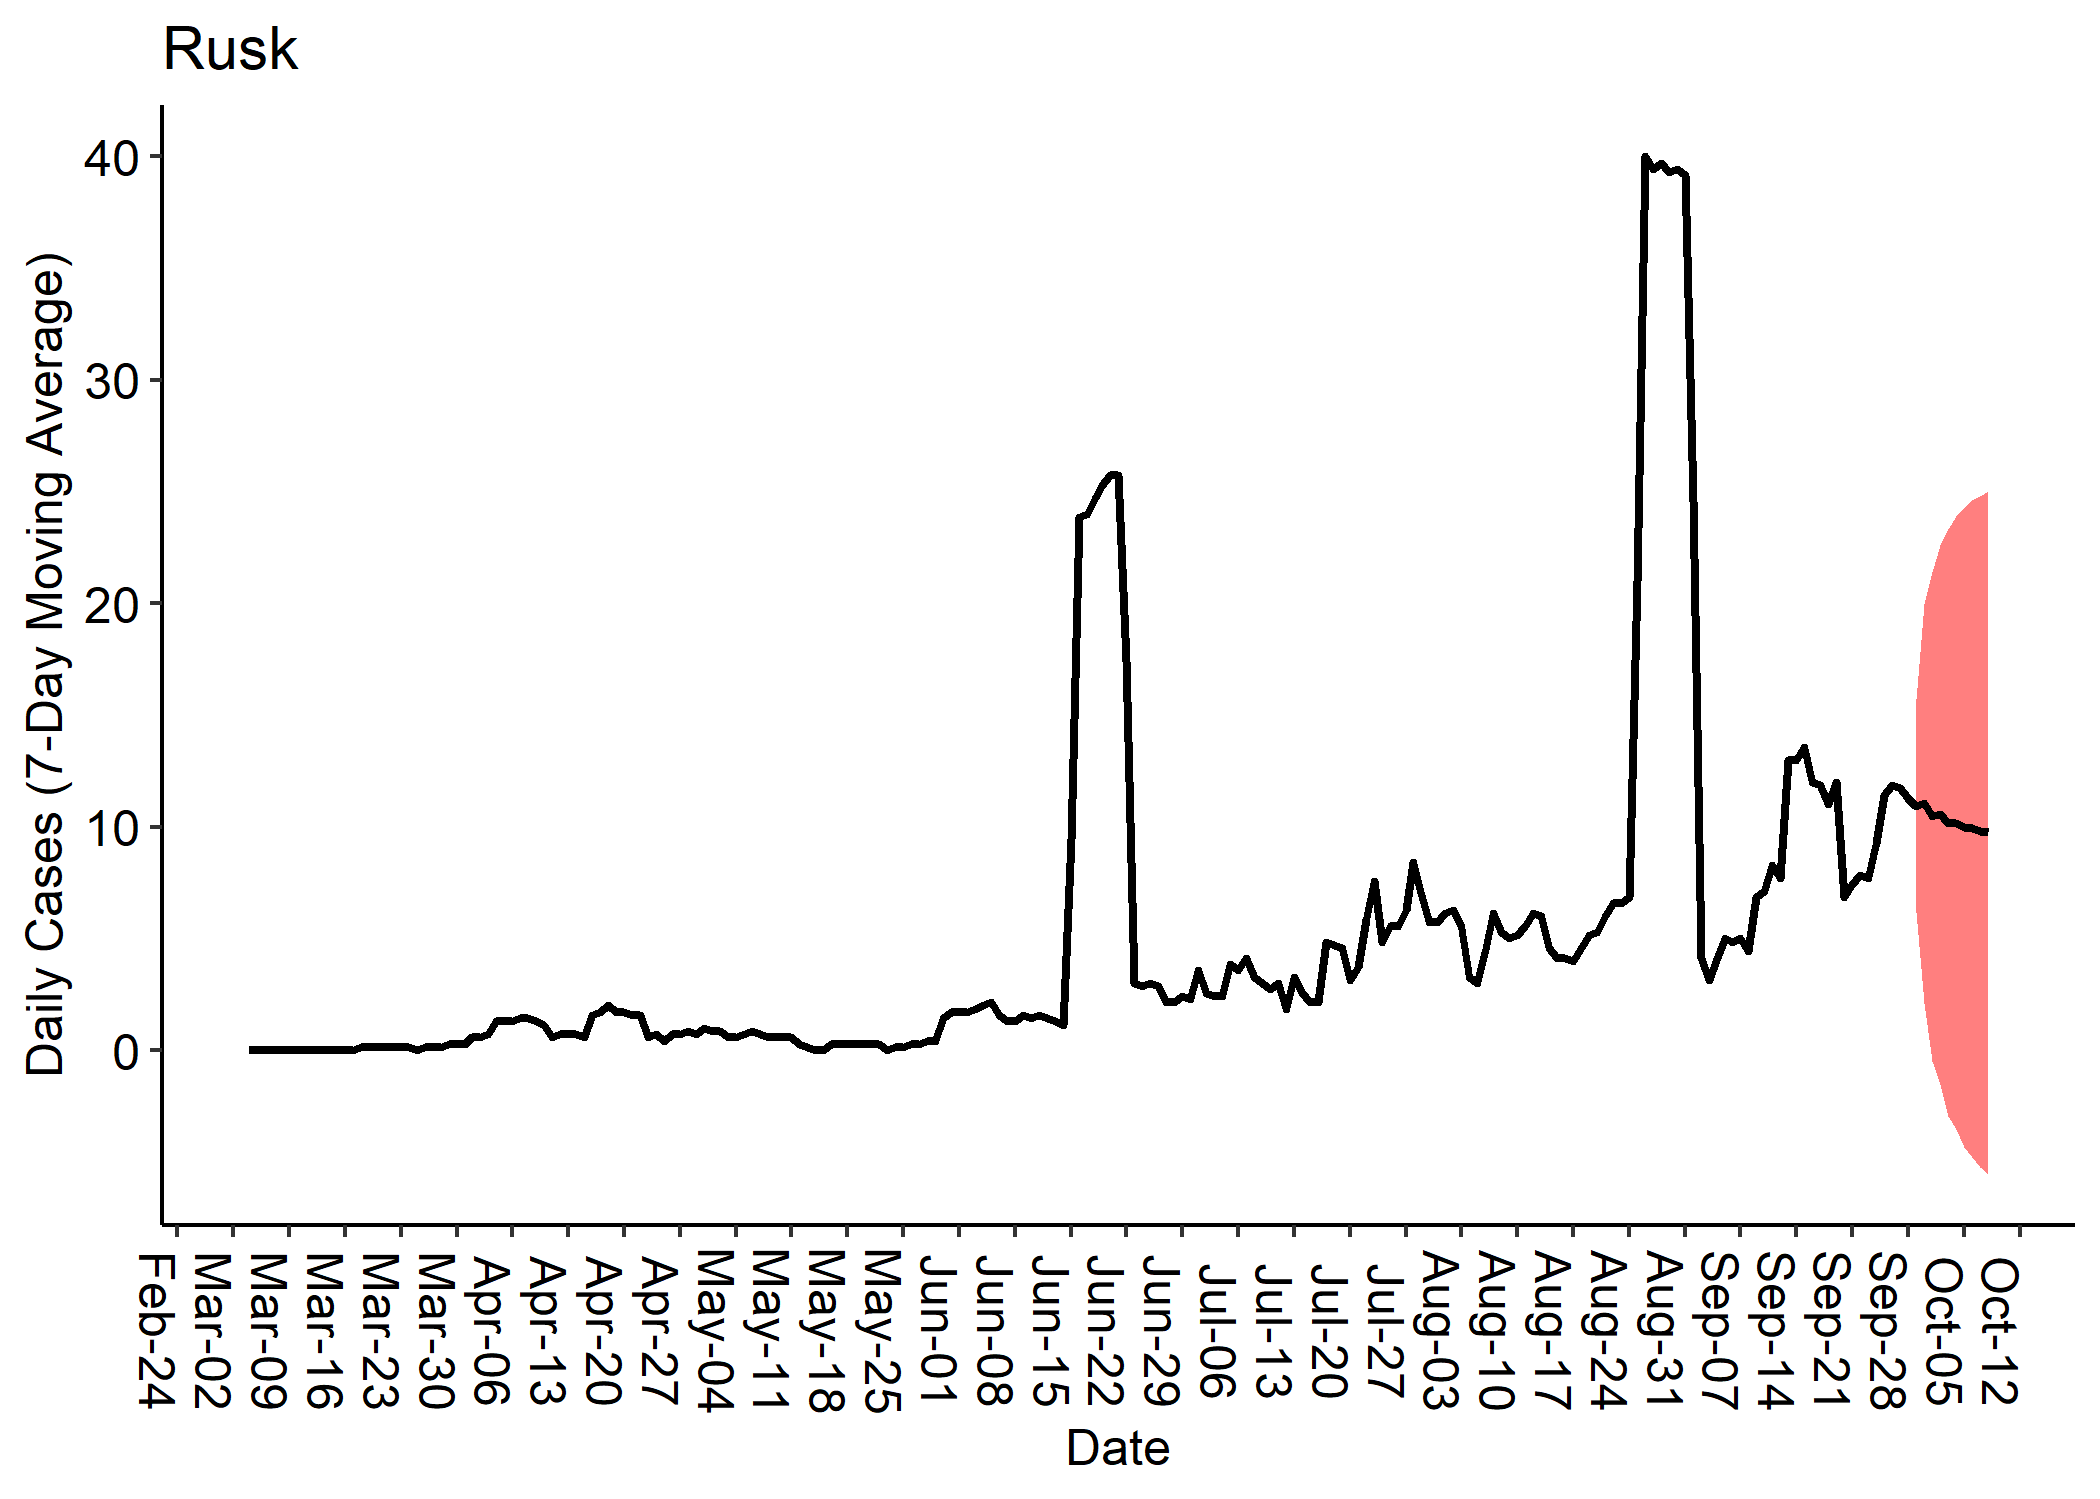 Rusk
Daily Cases (7-Day Moving Average)
40
30
20
10
0
Feb-24
Mar-02
Mar-09
Mar-16
Mar-23
Mar-30
Apr-06
Apr-13
Apr-20
Apr-27
May-04
May-11
May-18
May-25
Jun-01
Jun-08
Jun-15
Jun-22
Jun-29
Jul-06
Jul-13
Jul-20
Jul-27
Aug-03
Aug-10
Aug-17
Aug-24
Aug-31
Sep-07
Sep-14
Sep-21
Sep-28
Oct-05
Oct-12
Date